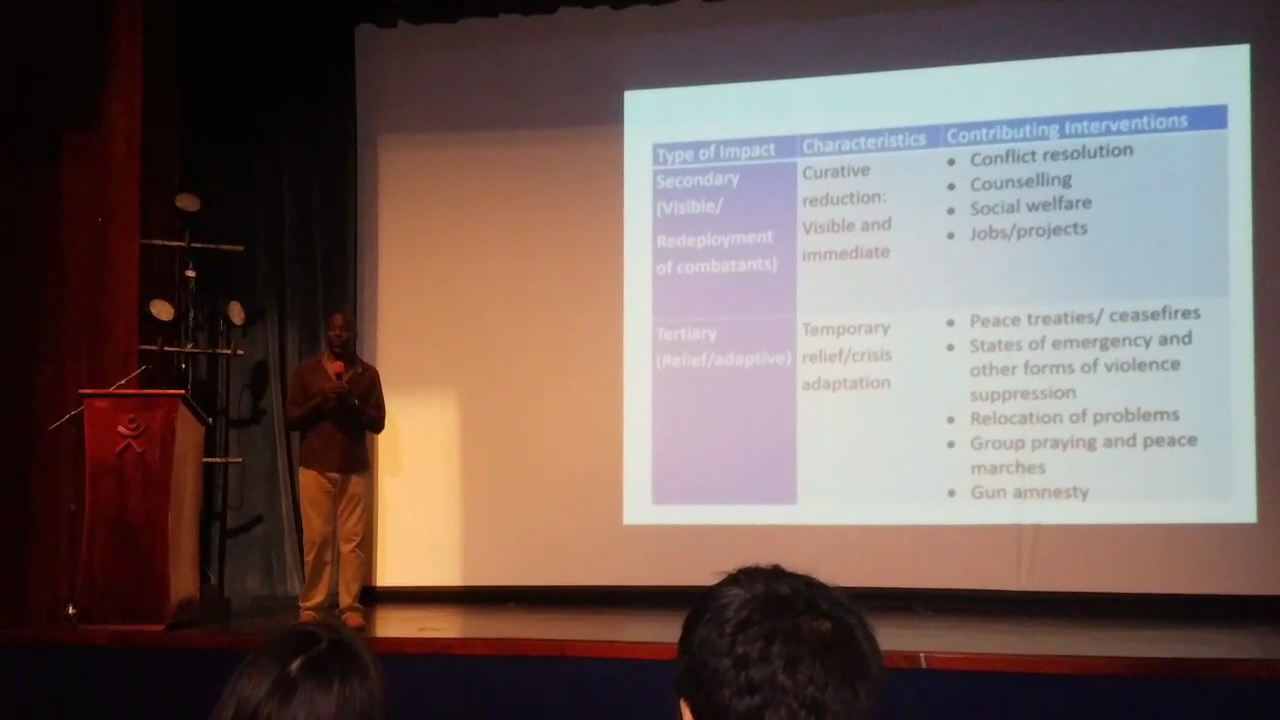 Type of Impact Characteristics Contributing Interventions
Secondary
(Visible/
Redeployment
of combatants)
Curative
reduction:
Visible and
immediate
• Conflict resolution
• Counselling
• Social welfare
• Jobs/projects
Tertiary
(Relief/adaptive)
Temporary
relief/crisis
adaptation
• Peace treaties/ ceasefires
• States of emergency and
other forms of violence
suppression
• Relocation of problems
• Group praying and peace
marches
• Gun amnesty